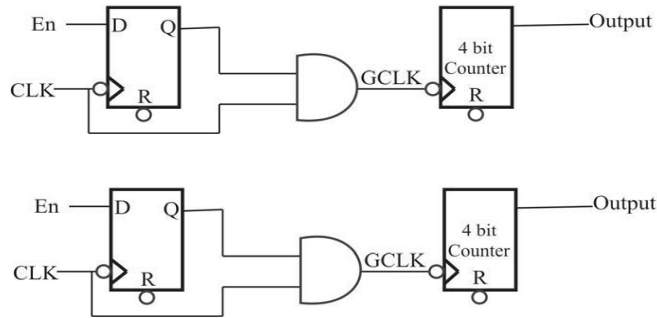 En
D
Q
CLK
R
GCLK
4 bit
Counter
R
Output
En
D
Q
CLK
R
GCLK
4 bit
Counter
R
Output